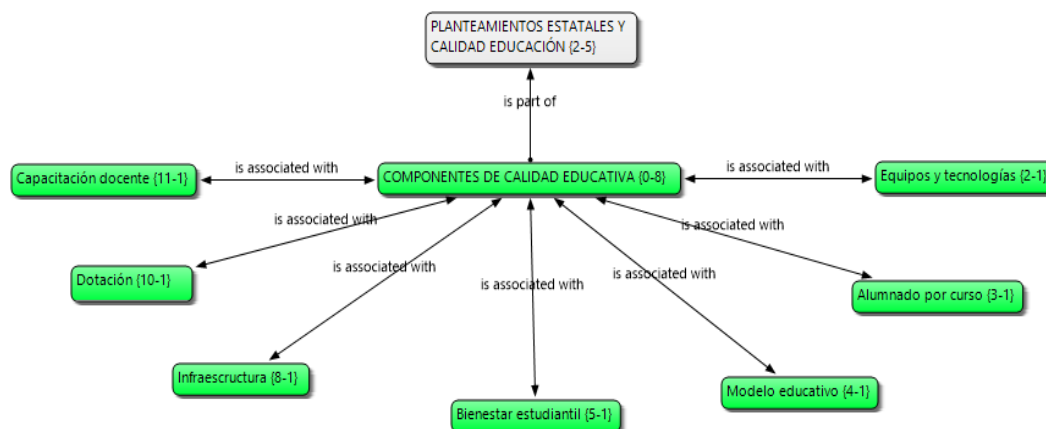 PLANTEAMIENTOS ESTATALES Y
CALIDAD EDUCACIÓN {2-5}
is part of
is associated with
is associated with
Capacitación docente {11-1}
COMPONENTES DE CALIDAD EDUCATIVA {0-8}
Equipos y tecnologías {2-1}
is associated with
is associated with
is associated with
is associated with
is associated with
Dotación {10-1}
Alumnado por curso {3-1}
Infraescructura {8-1}
Modelo educativo {4-1}
Bienestar estudiantil {5-1}